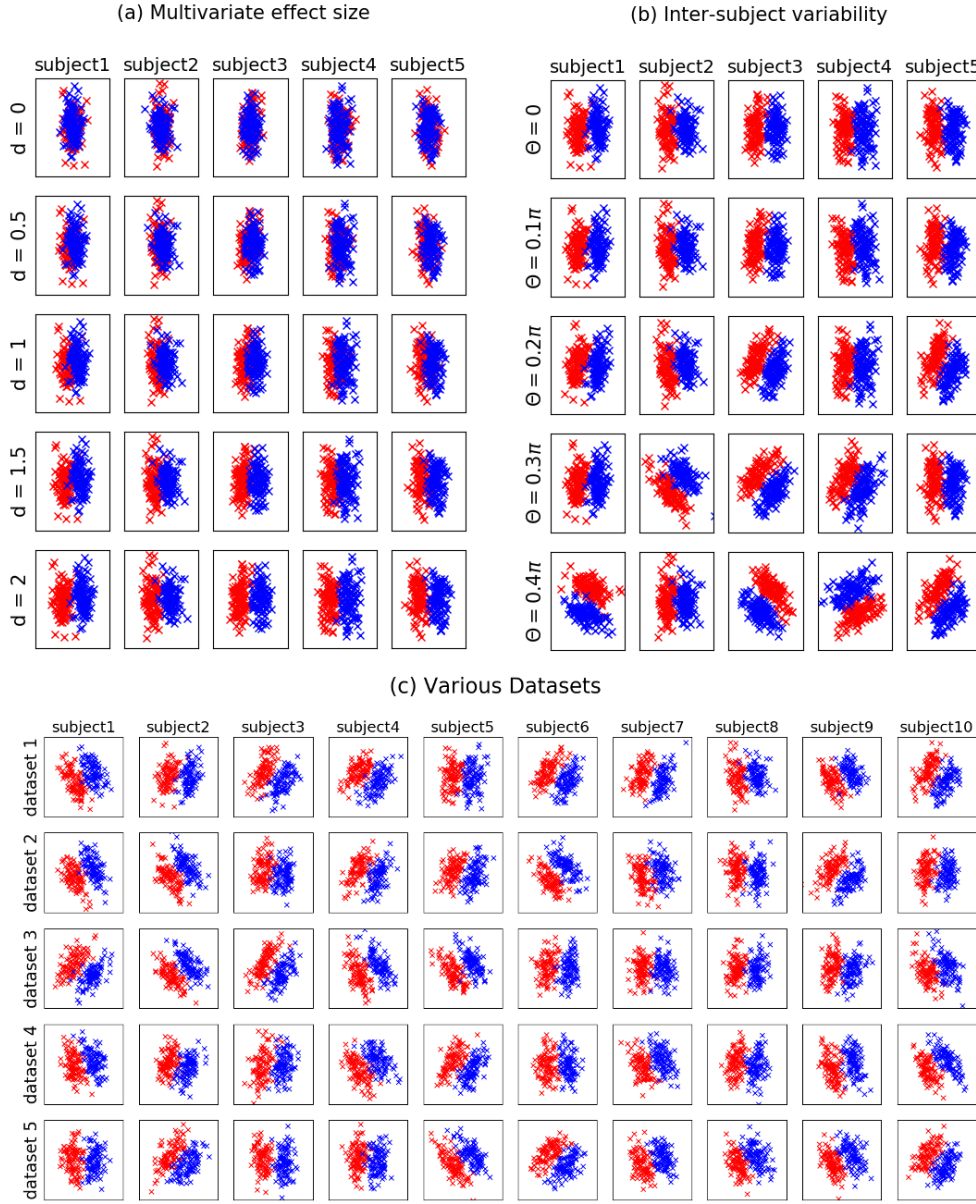 (a) Multivariate effect size
subject1 subject2 subject3 subject4 subject5
d = 0
d = 0.5
d = 1
d = 1.5
d = 2
(b) Inter-subject variability
subject1 subject2 subject3 subject4 subject5
Θ = 0
Θ = 0.1π
Θ = 0.2π
Θ = 0.3π
Θ = 0.4π
(c) Various Datasets
subject1 subject2 subject3 subject4 subject5 subject6 subject7 subject8 subject9 subject10
dataset 1
dataset 2
dataset 3
dataset 4
dataset 5